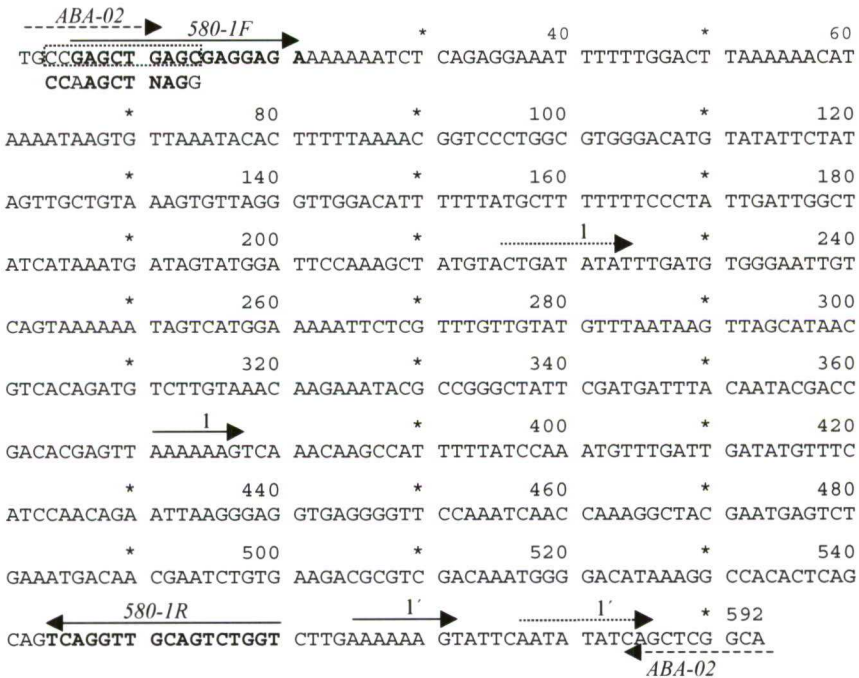 ABA-02 580-1F * 40 * 60
TGCCGAGCT GAGCGAGGAG AAAAAAATCT CAGAGGAAAT TTTTTGGACT TAAAAAACAT
CCAAGCT NAGG
* 80 * 100 * 120
AAAATAAGTG TTAAATACAC TTTTTAAAAC GGTCCCTGGC GTGGGACATG TATATTCTAT
* 140 * 160 * 180
AGTTGCTGTA AAGTGTTAGG GTTGGACATT TTTTATGCTT TTTTTCCCTA TTGATTGGCT
* 200 * 1 * 240
ATCATAAATG ATAGTATGGA TTCCAAAGCT ATGTACTGAT ATATTTGATG TGGGAATTGT
* 260 * 280 * 300
CAGTAAAAAA TAGTCATGGA AAAATTCTCG TTTGTTGTAT GTTTAATAAG TTAGCATAAC
* 320 * 340 * 360
GTCACAGATG TCTTGTAAAC AAGAAATACG CCGGGCTATT CGATGATTTA CAATACGACC
1 * 400 * 420
GACACGAGTT AAAAAAGTCA AACAAGCCAT TTTTATCCAA ATGTTTGATT GATATGTTTC
* 440 * 460 * 480
ATCCAACAGA ATTAAGGGAG GTGAGGGGTT CCAAATCAAC CAAAGGCTAC GAATGAGTCT
* 500 * 520 * 540
GAAATGACAA CGAATCTGTG AAGACGCGTC GACAAATGGG GACATAAAGG CCACACTCAG
580-1R 1´ 1´ * 592
CAGTCAGGTT GCAGTCTGGT CTTGAAAAAA GTATTCAATA TATCAGCTCG GCA
ABA-02